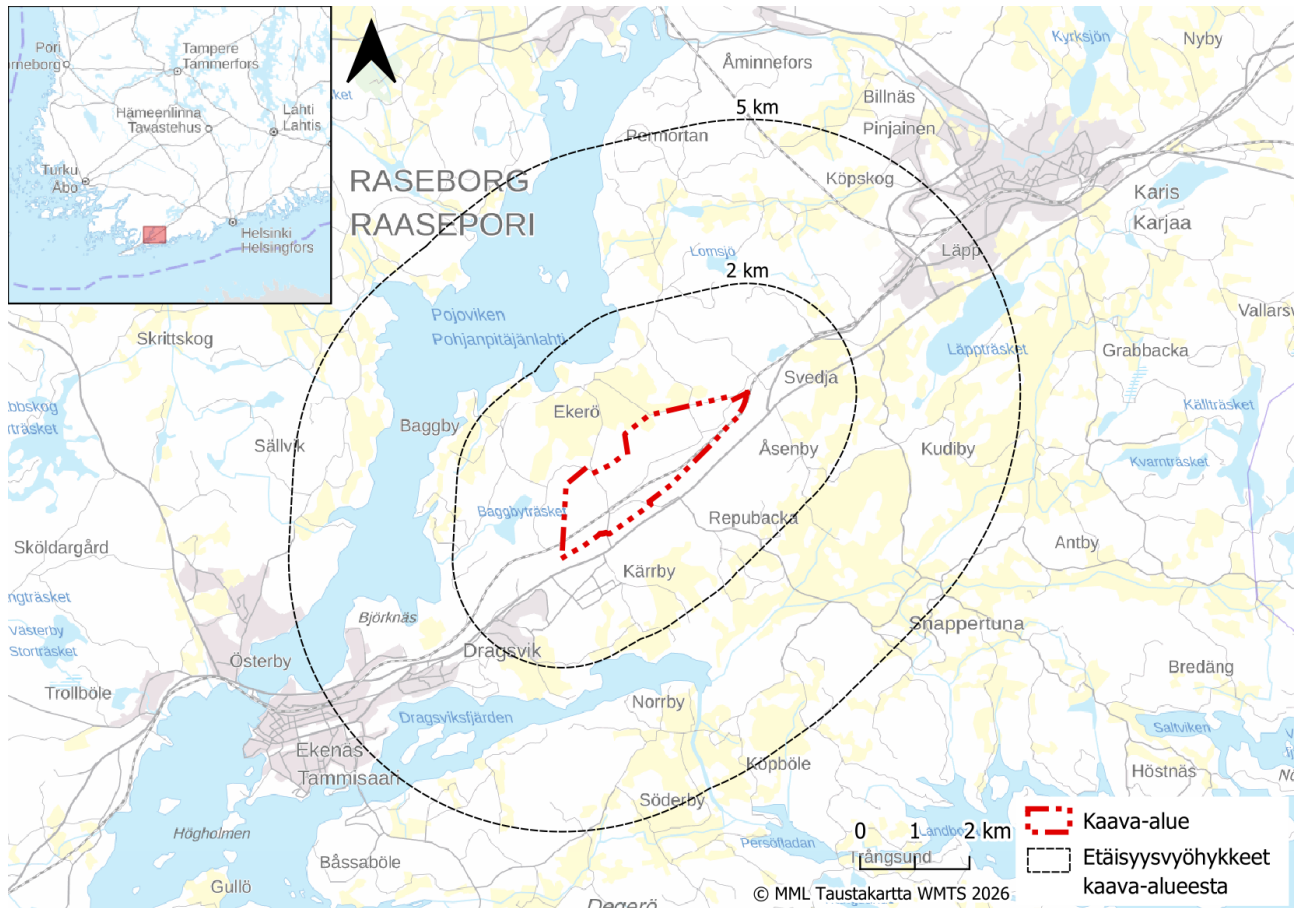 Pori
Tampere
Tammerfors
Hämeenlinna
Tavastehus
Lahti
Lahtis
Turku
Åbo
Helsinki
Helsingfors
RASEBORG
RAASEPORI
Åminnefors
Kyrksjön
Nyby
Billnäs
Pinjainen
5 km
Permörtan
Köpskog
Karis
Karjaa
Läpp
Lomsjö
2 km
Pojoviken
Pohjanpitäjänlahti
Skrittskog
Läppträsket
Grabbacka
Svedja
Ekerö
Källträsket
Baggby
Sällvik
Åsenby
Kudiby
Kvarnträsket
Baggbyträsket
Repubacka
Sköldargård
Antby
Kärrby
Björknäs
Snappertuna
Västerby
Storträsket
Österby
Dragsvik
Bredäng
Trollböle
Norrby
Dragsviksfjärden
Saltviken
Ekenäs
Tammisaari
Köpböle
Höstnäs
Söderby
Högholmen
Persöfladan
Båssaböle
Trångsund
Gullö
Degerö
0 1 2 km
Kaava-alue
Etäisyysvyöhykkeet
kaava-alueesta
© MML Taustakartta WMTS 2026